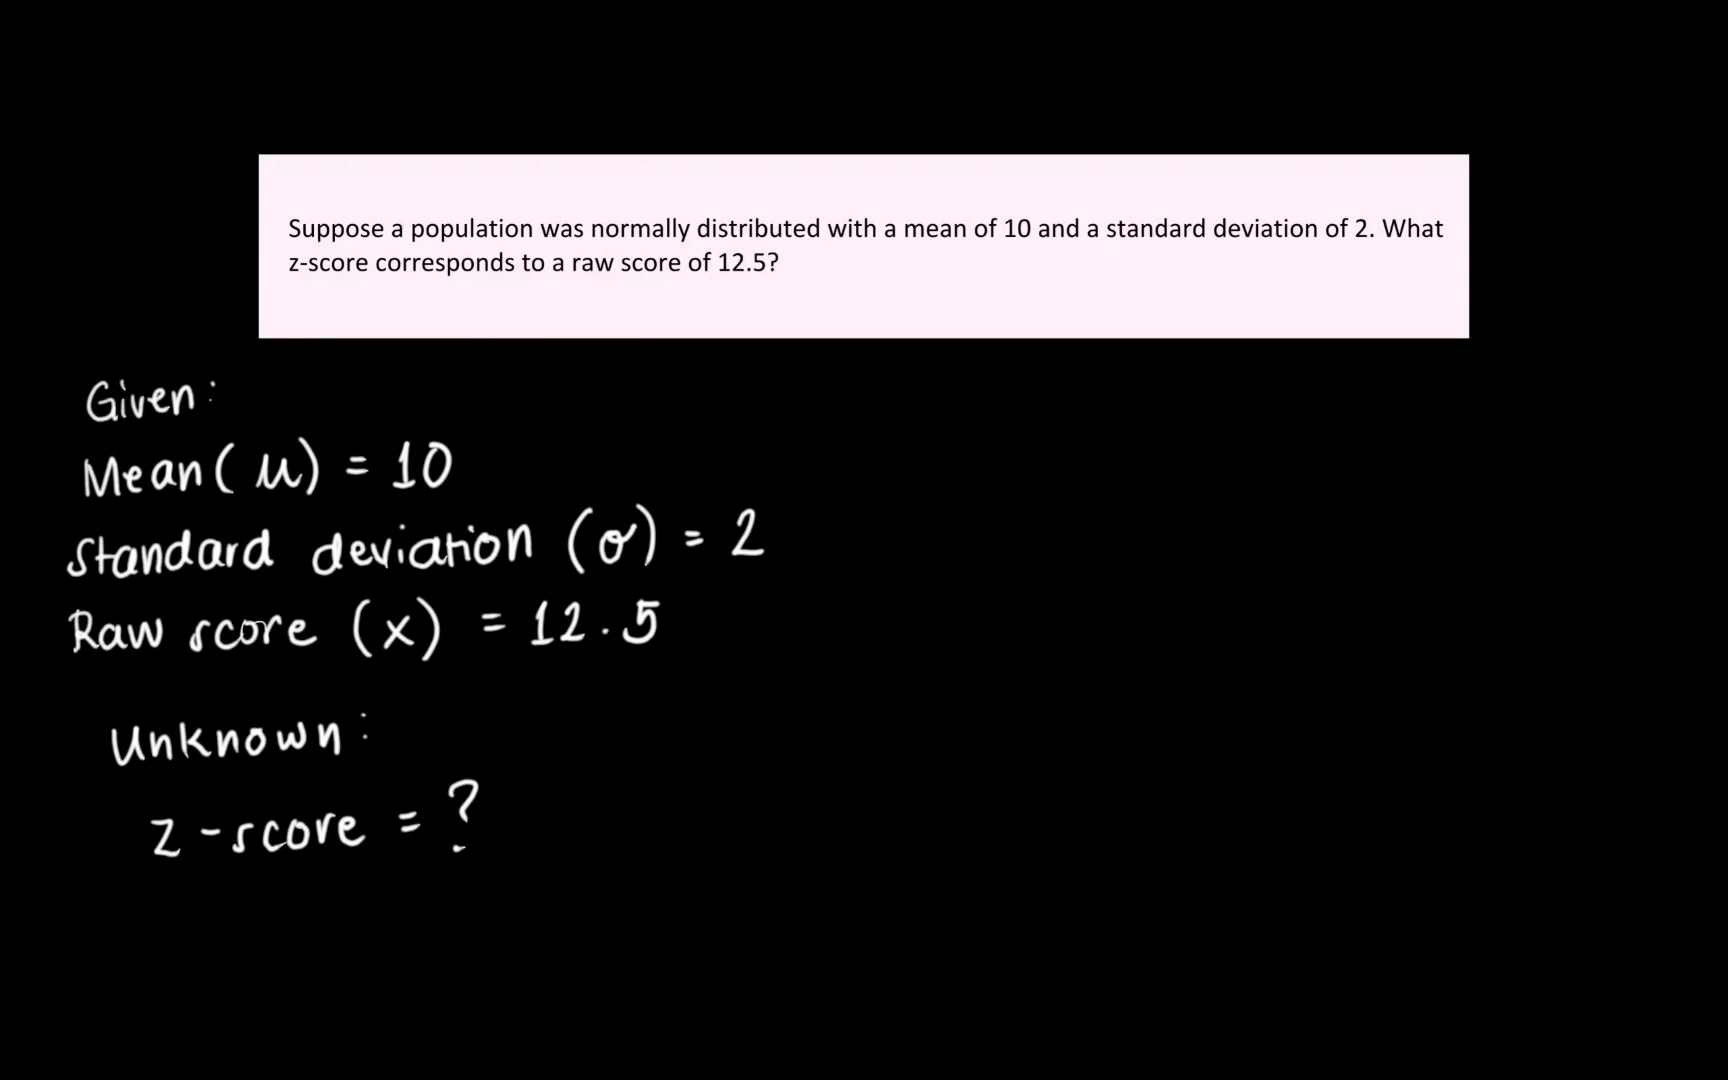 Suppose a population was normally distributed with a mean of 10 and a standard deviation of 2. What
z-score corresponds to a raw score of 12.5?
Given:
Mean(μ) = 10
Standard deviation (σ) = 2
Raw score (x) = 12.5
Unknown:
z-score = ?